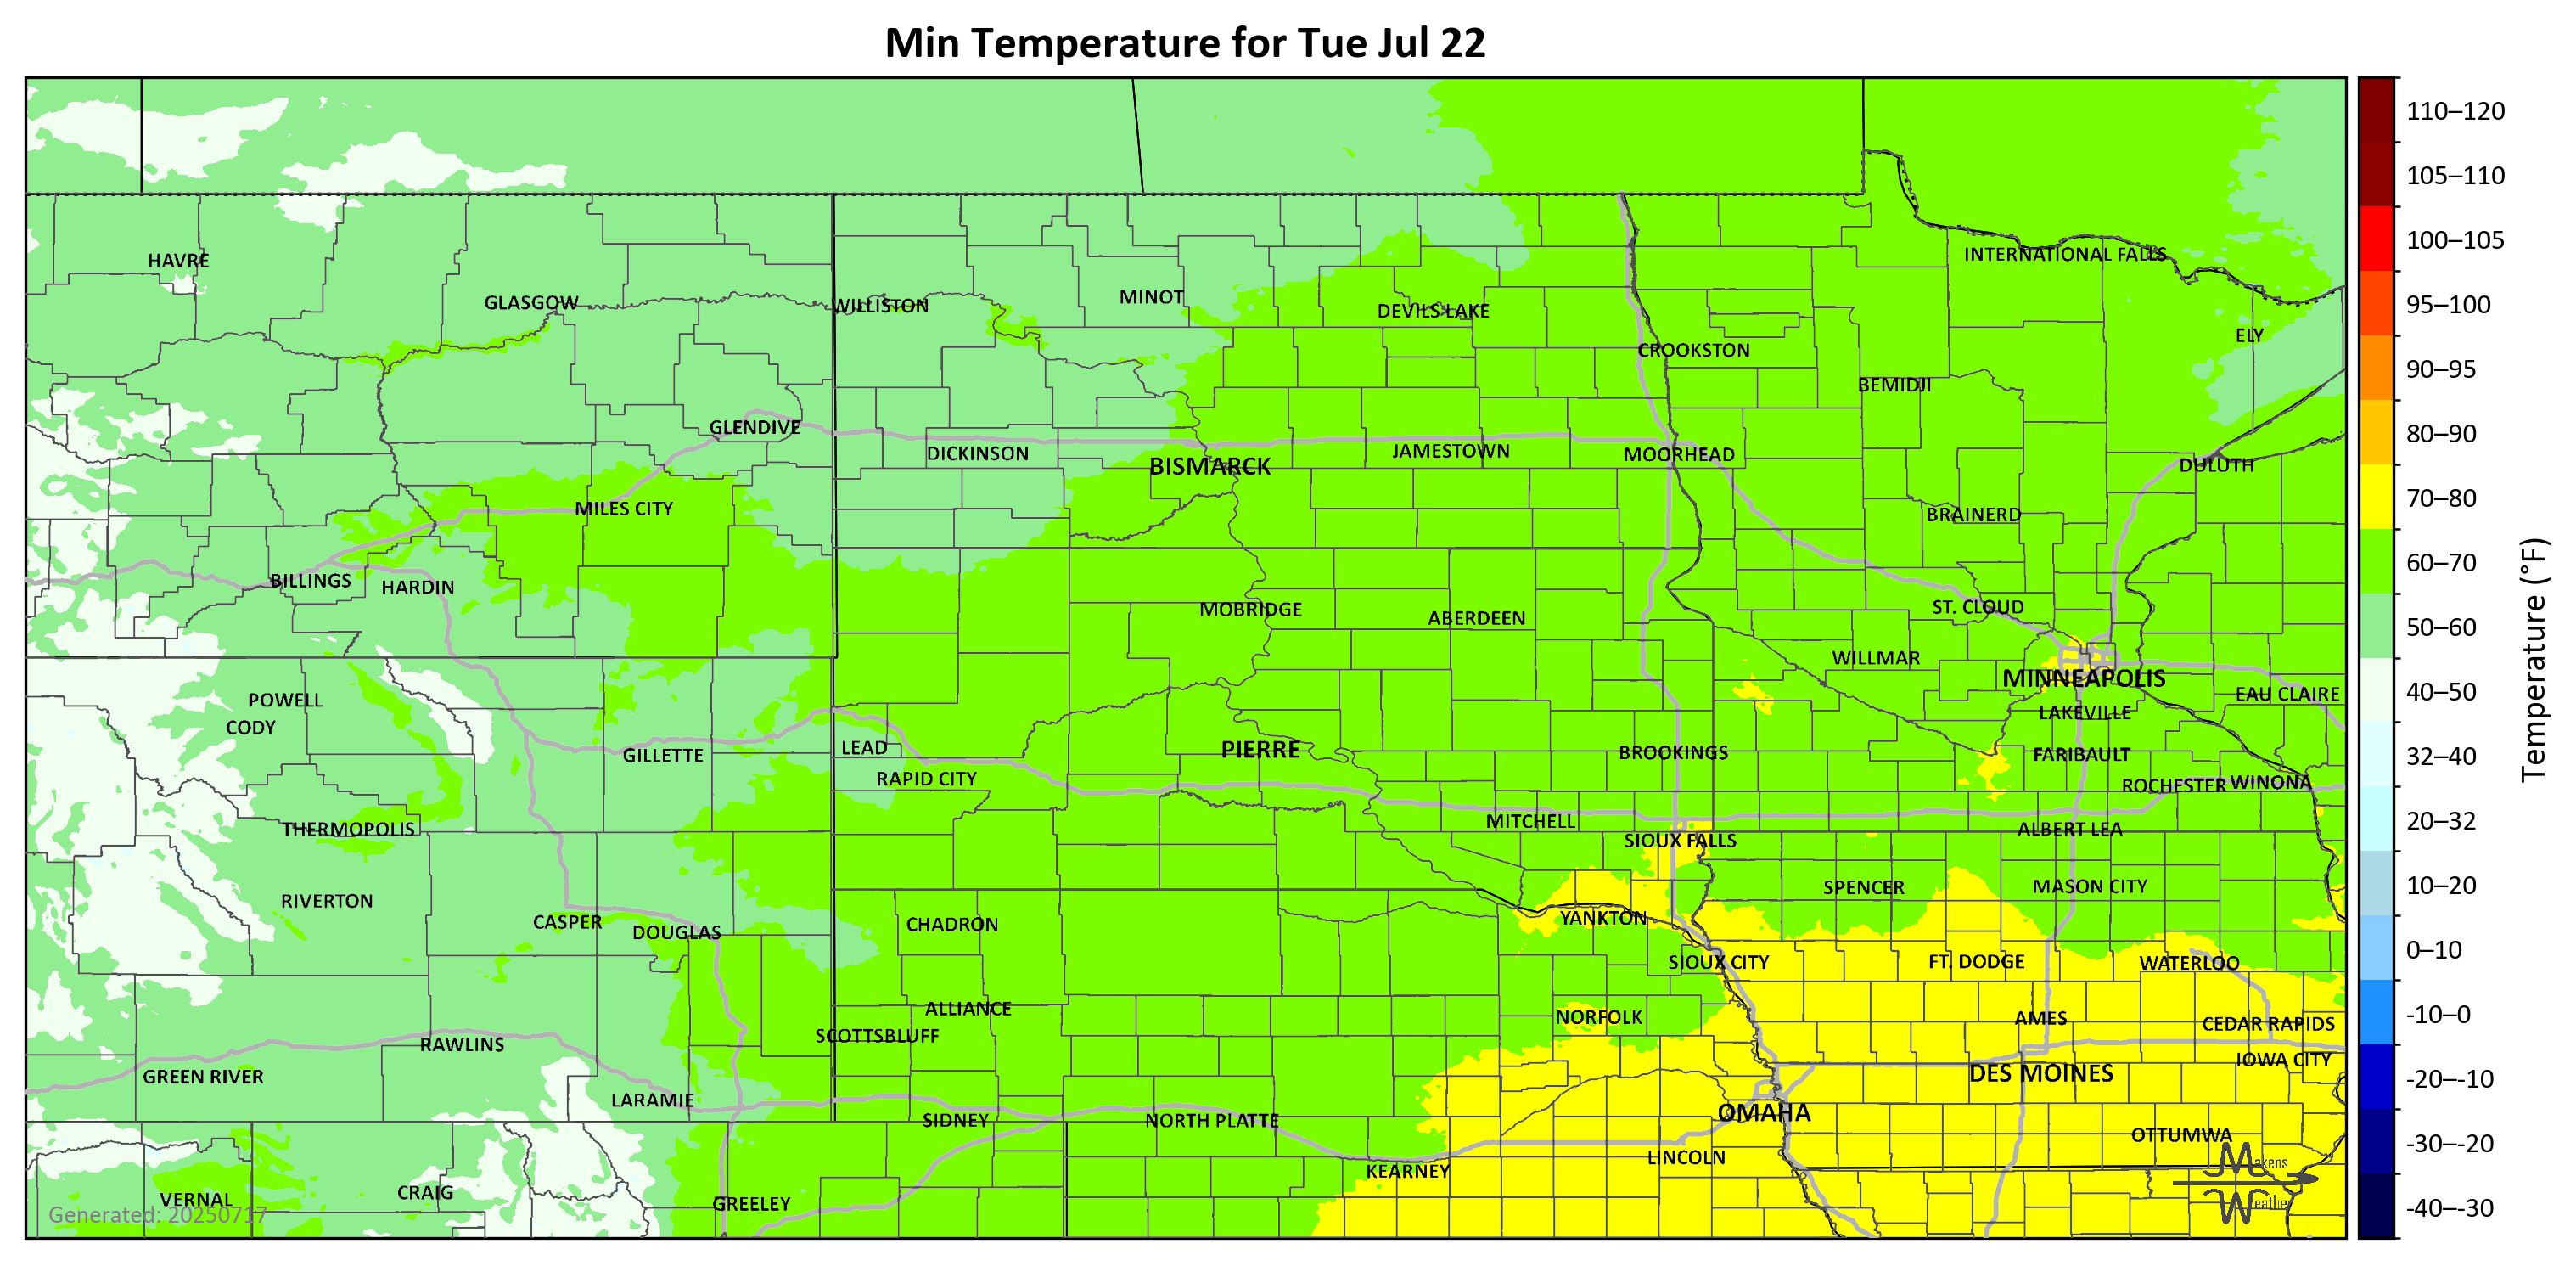 Min Temperature for Tue Jul 22
110–120
105–110
100–105
95–100
90–95
80–90
70–80
60–70
50–60
40–50
32–40
20–32
10–20
0–10
-10–0
-20–-10
-30–-20
-40–-30
Temperature (°F)
HAVRE
INTERNATIONAL FALLS
GLASGOW
WILLISTON
MINOT
DEVILS LAKE
ELY
CROOKSTON
BEMIDJI
GLENDIVE
DICKINSON
BISMARCK
JAMESTOWN
MOORHEAD
DULUTH
MILES CITY
BRAINERD
BILLINGS
HARDIN
MOBRIDGE
ABERDEEN
ST. CLOUD
WILLMAR
MINNEAPOLIS
POWELL
EAU CLAIRE
CODY
LAKEVILLE
GILLETTE
LEAD
PIERRE
BROOKINGS
FARIBAULT
RAPID CITY
ROCHESTER
WINONA
THERMOPOLIS
MITCHELL
SIOUX FALLS
ALBERT LEA
RIVERTON
SPENCER
MASON CITY
CASPER
DOUGLAS
CHADRON
YANKTON
SIOUX CITY
FT. DODGE
WATERLOO
ALLIANCE
NORFOLK
AMES
CEDAR RAPIDS
SCOTTSBLUFF
RAWLINS
IOWA CITY
GREEN RIVER
DES MOINES
LARAMIE
SIDNEY
NORTH PLATTE
OMAHA
OTTUMWA
LINCOLN
KEARNEY
VERNAL
CRAIG
GREELEY
Makens
Weather
Generated: 20250717